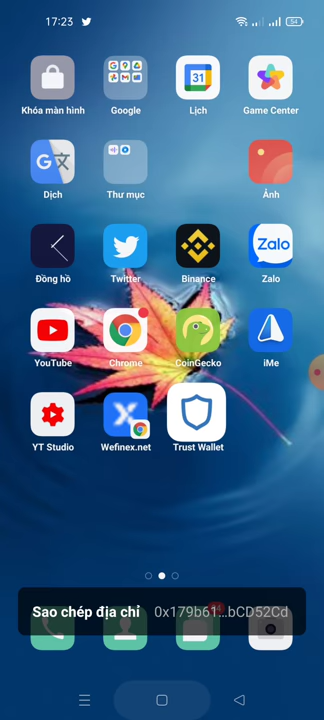 17:23
54
31
Khóa màn hình
Google
Lịch
Game Center
G
Dịch
Thư mục
Ảnh
Zalo
Đồng hồ
Twitter
Binance
Zalo
YouTube
Chrome
CoinGecko
iMe
YT Studio
Wefinex.net
Trust Wallet
Sao chép địa chỉ 0x179b61...bCD52Cd